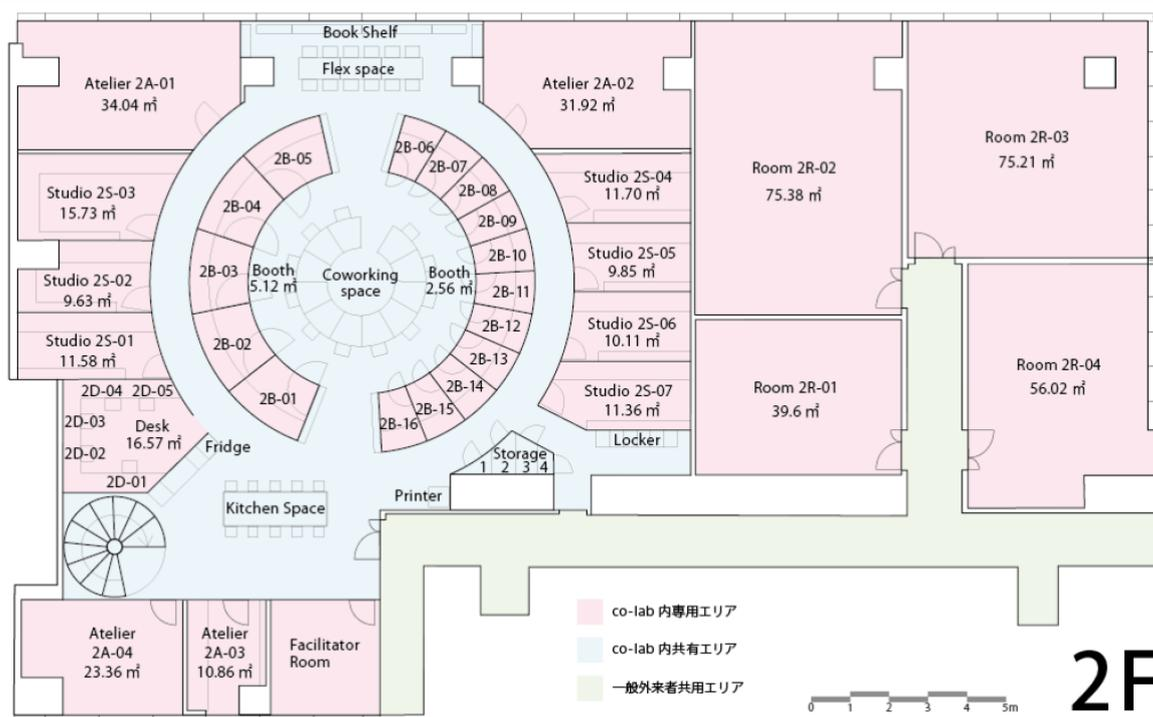 Book Shelf
Flex space
Atelier 2A-01
34.04 ㎡
Atelier 2A-02
31.92 ㎡
Room 2R-02
75.38 ㎡
Room 2R-03
75.21 ㎡
Studio 2S-03
15.73 ㎡
Studio 2S-02
9.63 ㎡
Studio 2S-01
11.58 ㎡
2B-05
2B-04
2B-03
2B-02
2B-01
Booth
5.12 ㎡
Coworking
space
Booth
2.56 ㎡
2B-06
2B-07
2B-08
2B-09
2B-10
2B-11
2B-12
2B-13
2B-14
2B-15
2B-16
Studio 2S-04
11.70 ㎡
Studio 2S-05
9.85 ㎡
Studio 2S-06
10.11 ㎡
Studio 2S-07
11.36 ㎡
Room 2R-01
39.6 ㎡
Room 2R-04
56.02 ㎡
2D-04
2D-05
2D-03
2D-02
2D-01
Desk
16.57 ㎡
Fridge
Locker
Storage
1 2 3 4
Printer
Kitchen Space
Atelier
2A-04
23.36 ㎡
Atelier
2A-03
10.86 ㎡
Facilitator
Room
co-lab 内専用エリア
co-lab 内共有エリア
一般外来者共用エリア
0 1 2 3 4 5m
2F